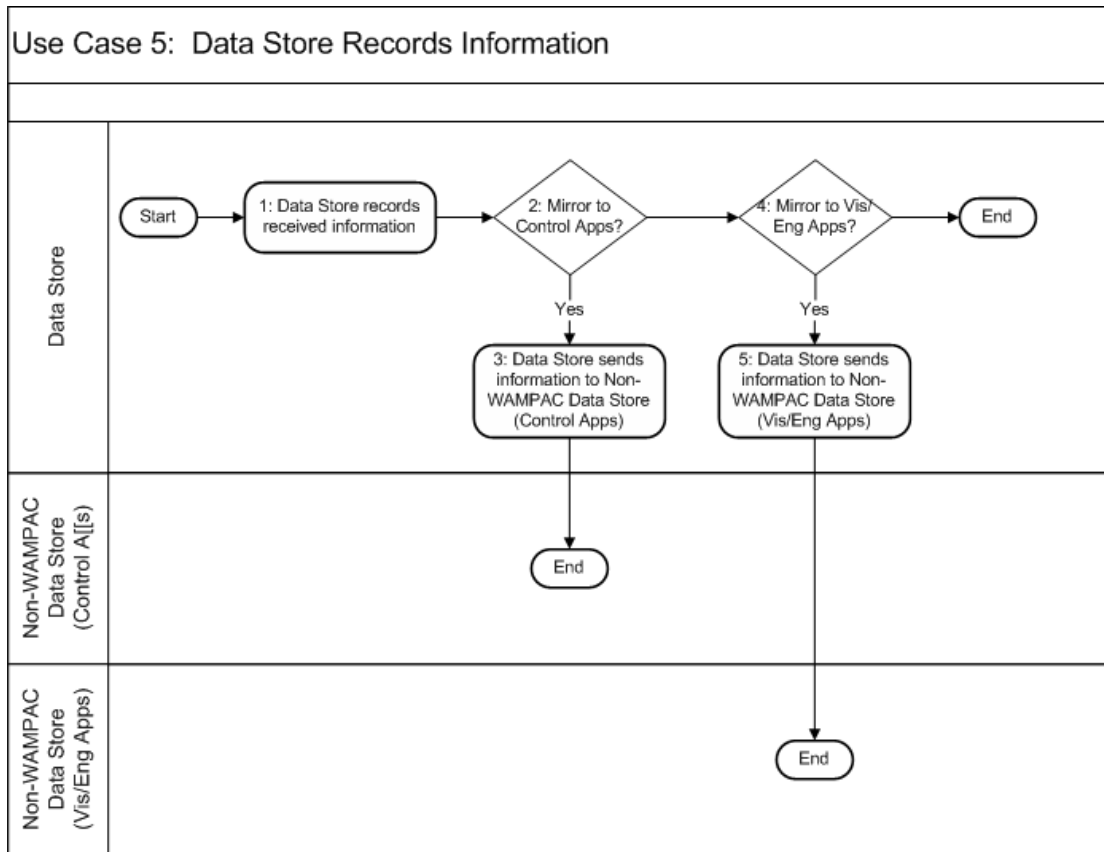 Use Case 5:  Data Store Records Information
Data Store
Start
1: Data Store records
received information
2: Mirror to
Control Apps?
4: Mirror to Vis/
Eng Apps?
End
Yes
Yes
3: Data Store sends
information to Non-
WAMPAC Data Store
(Control Apps)
5: Data Store sends
information to Non-
WAMPAC Data Store
(Vis/Eng Apps)
Non-WAMPAC
Data Store
(Control A[[s)
End
Non-WAMPAC
Data Store
(Vis/Eng Apps)
End